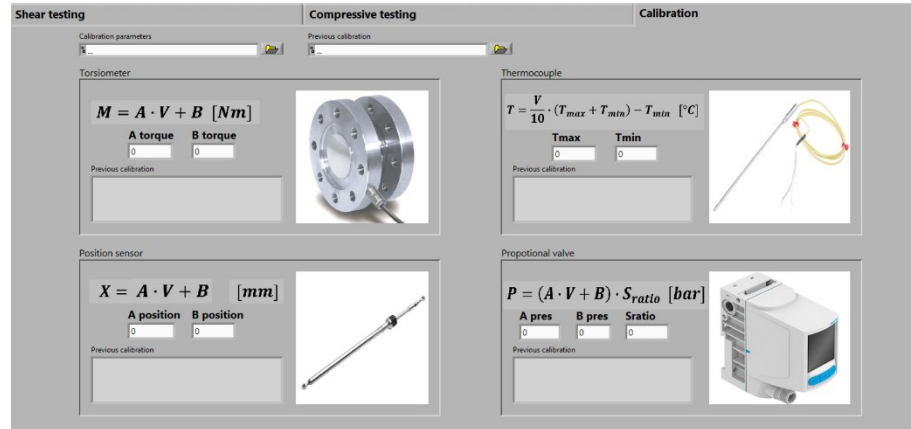 Shear testing
Compressive testing
Calibration
Calibration parameters
Previous calibration
Torsiometer
M = A · V + B [Nm]
A torque B torque
0 0
Previous calibration
Thermocouple
T = V/10 · (Tmax + Tmin) − Tmin [°C]
Tmax Tmin
0 0
Previous calibration
Position sensor
X = A · V + B [mm]
A position B position
0 0
Previous calibration
Propotional valve
P = (A · V + B) · Sratio [bar]
A pres B pres Sratio
0 0 0
Previous calibration